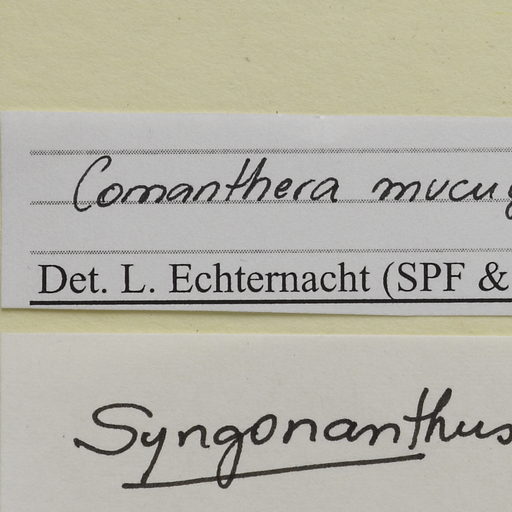 Comanthera mucug
Det. L. Echternacht (SPF &
Syngonanthus